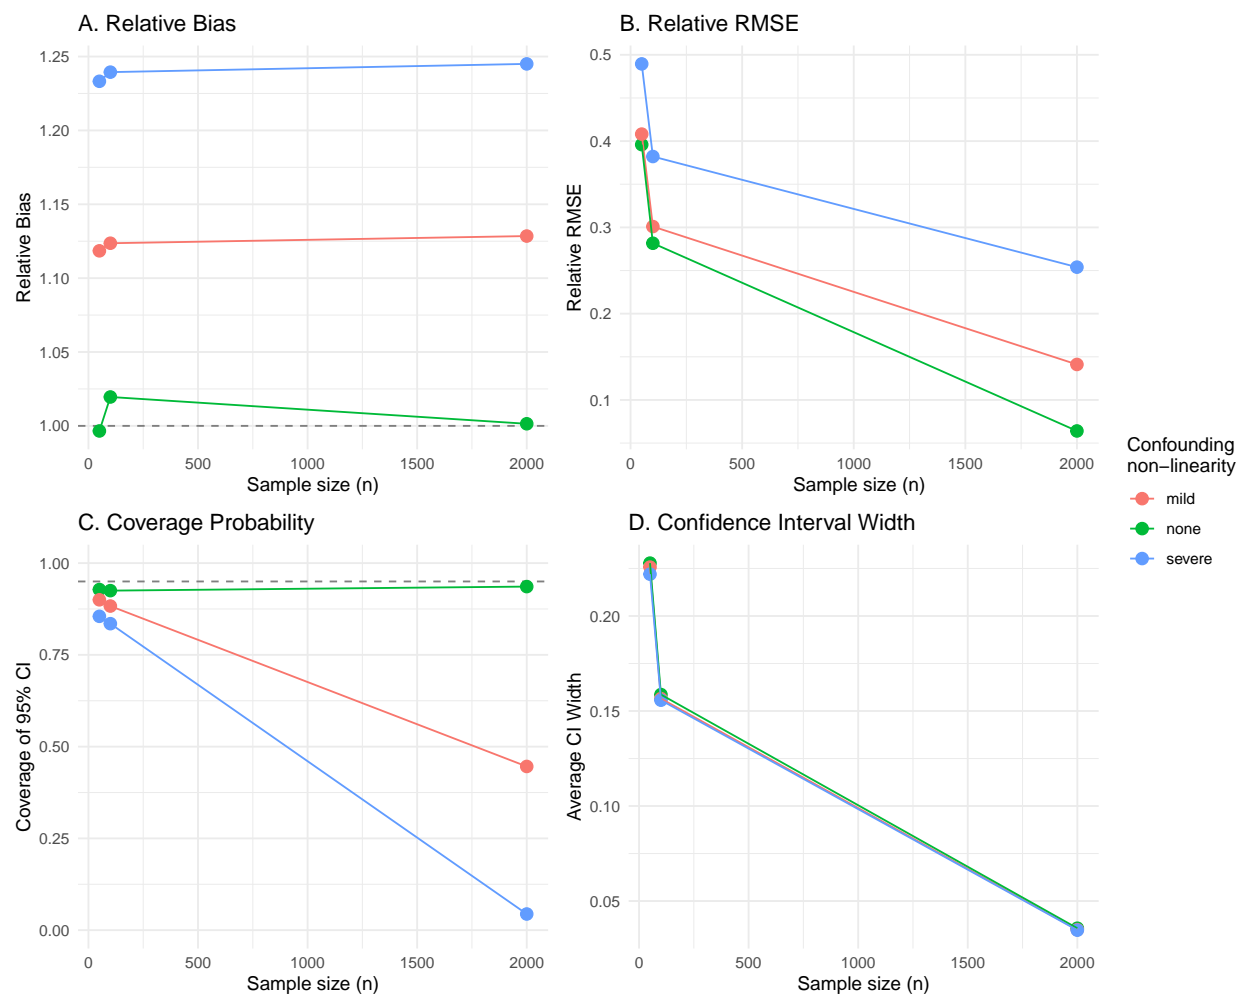 A. Relative Bias
Relative Bias
1.25
1.20
1.15
1.10
1.05
1.00
0 500 1000 1500 2000
Sample size (n)
B. Relative RMSE
Relative RMSE
0.5
0.4
0.3
0.2
0.1
0 500 1000 1500 2000
Sample size (n)
C. Coverage Probability
Coverage of 95% CI
1.00
0.75
0.50
0.25
0.00
0 500 1000 1500 2000
Sample size (n)
D. Confidence Interval Width
Average CI Width
0.20
0.15
0.10
0.05
0 500 1000 1500 2000
Sample size (n)
Confounding
non−linearity
mild
none
severe